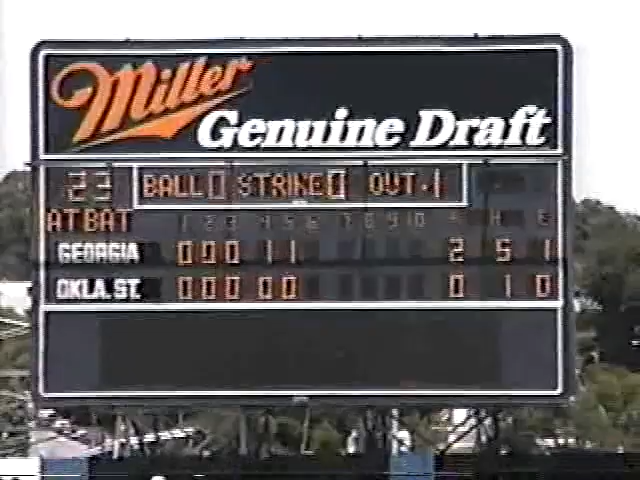 Miller
Genuine Draft
23 BALL 0 STRIKE 0 OUT 1
AT BAT 1 2 3 4 5 6 7 8 9 10 R H E
GEORGIA 0 0 0 1 1 2 5 1
OKLA. ST. 0 0 0 0 0 0 1 0